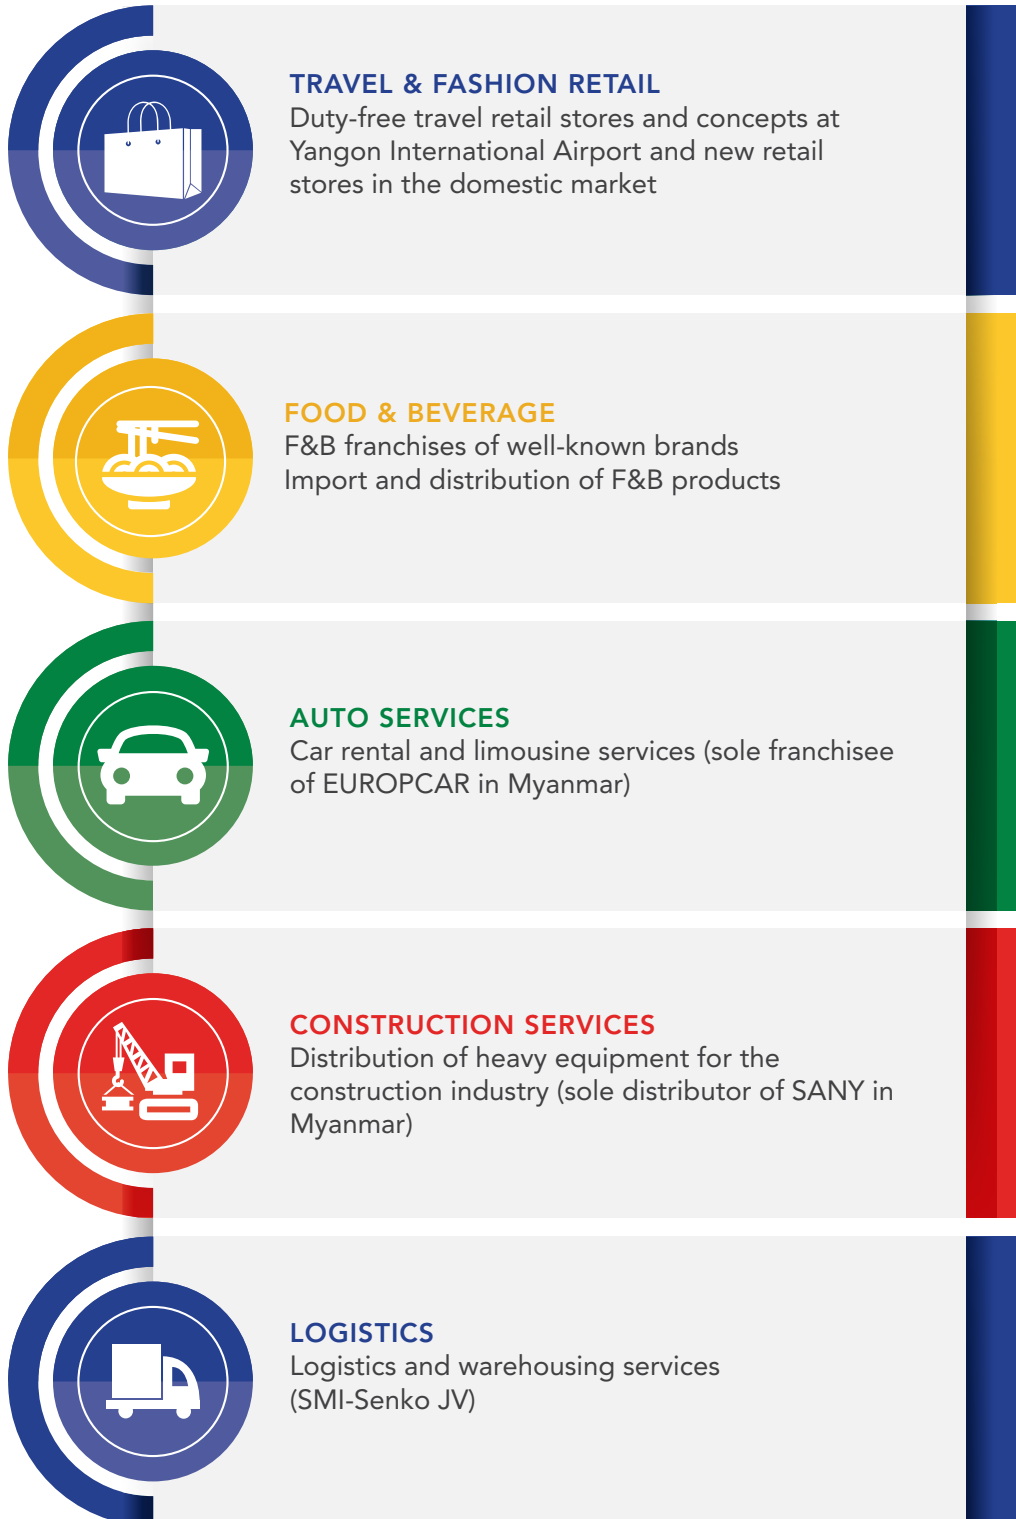 TRAVEL & FASHION RETAIL
Duty-free travel retail stores and concepts at
Yangon International Airport and new retail
stores in the domestic market
FOOD & BEVERAGE
F&B franchises of well-known brands
Import and distribution of F&B products
AUTO SERVICES
Car rental and limousine services (sole franchisee
of EUROPCAR in Myanmar)
CONSTRUCTION SERVICES
Distribution of heavy equipment for the
construction industry (sole distributor of SANY in
Myanmar)
LOGISTICS
Logistics and warehousing services
(SMI-Senko JV)